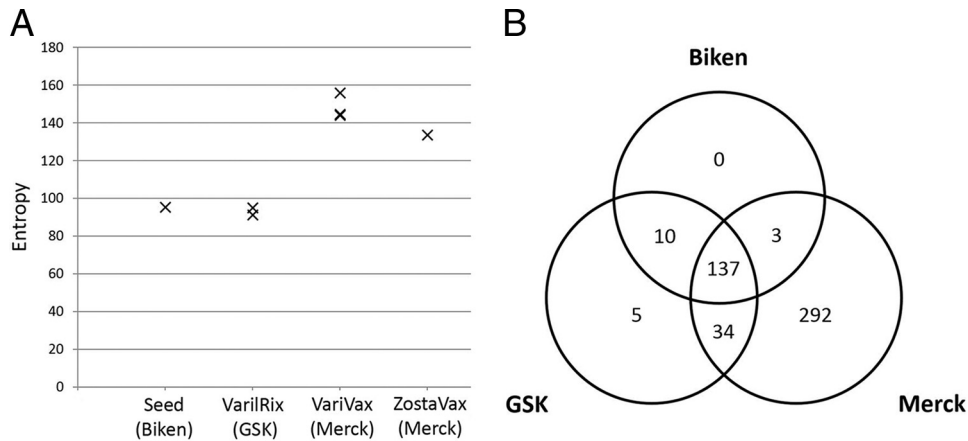 A
180
160
140
120
100
80
60
40
20
0
Entropy
Seed
(Biken)
VarilRix
(GSK)
VariVax
(Merck)
ZostaVax
(Merck)
B
Biken
0
10
3
137
5
34
292
GSK
Merck